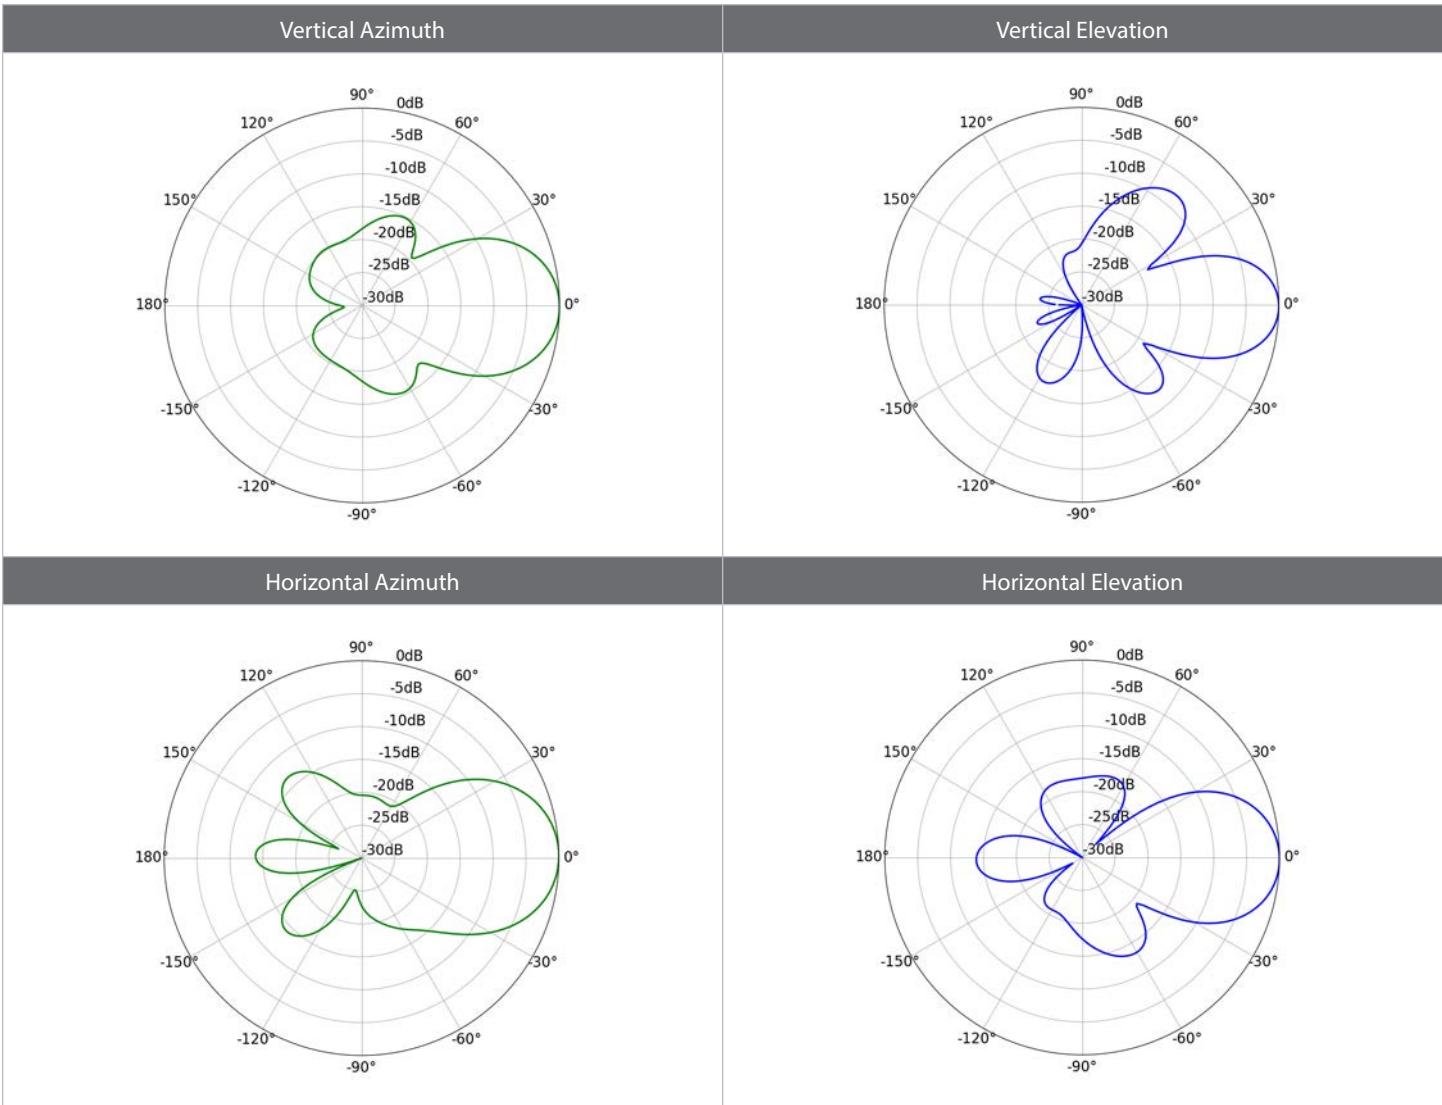 Vertical Azimuth
Vertical Elevation
90°
0dB
120°
60°
-5dB
-10dB
150°
-15dB
30°
-20dB
-25dB
180°
-30dB
0°
-150°
-30°
-120°
-60°
-90°
90°
0dB
120°
60°
-5dB
-10dB
150°
-15dB
30°
-20dB
-25dB
180°
-30dB
0°
-150°
-30°
-120°
-60°
-90°
Horizontal Azimuth
Horizontal Elevation
90°
0dB
120°
60°
-5dB
-10dB
150°
-15dB
30°
-20dB
-25dB
180°
-30dB
0°
-150°
-30°
-120°
-60°
-90°
90°
0dB
120°
60°
-5dB
-10dB
150°
-15dB
30°
-20dB
-25dB
180°
-30dB
0°
-150°
-30°
-120°
-60°
-90°